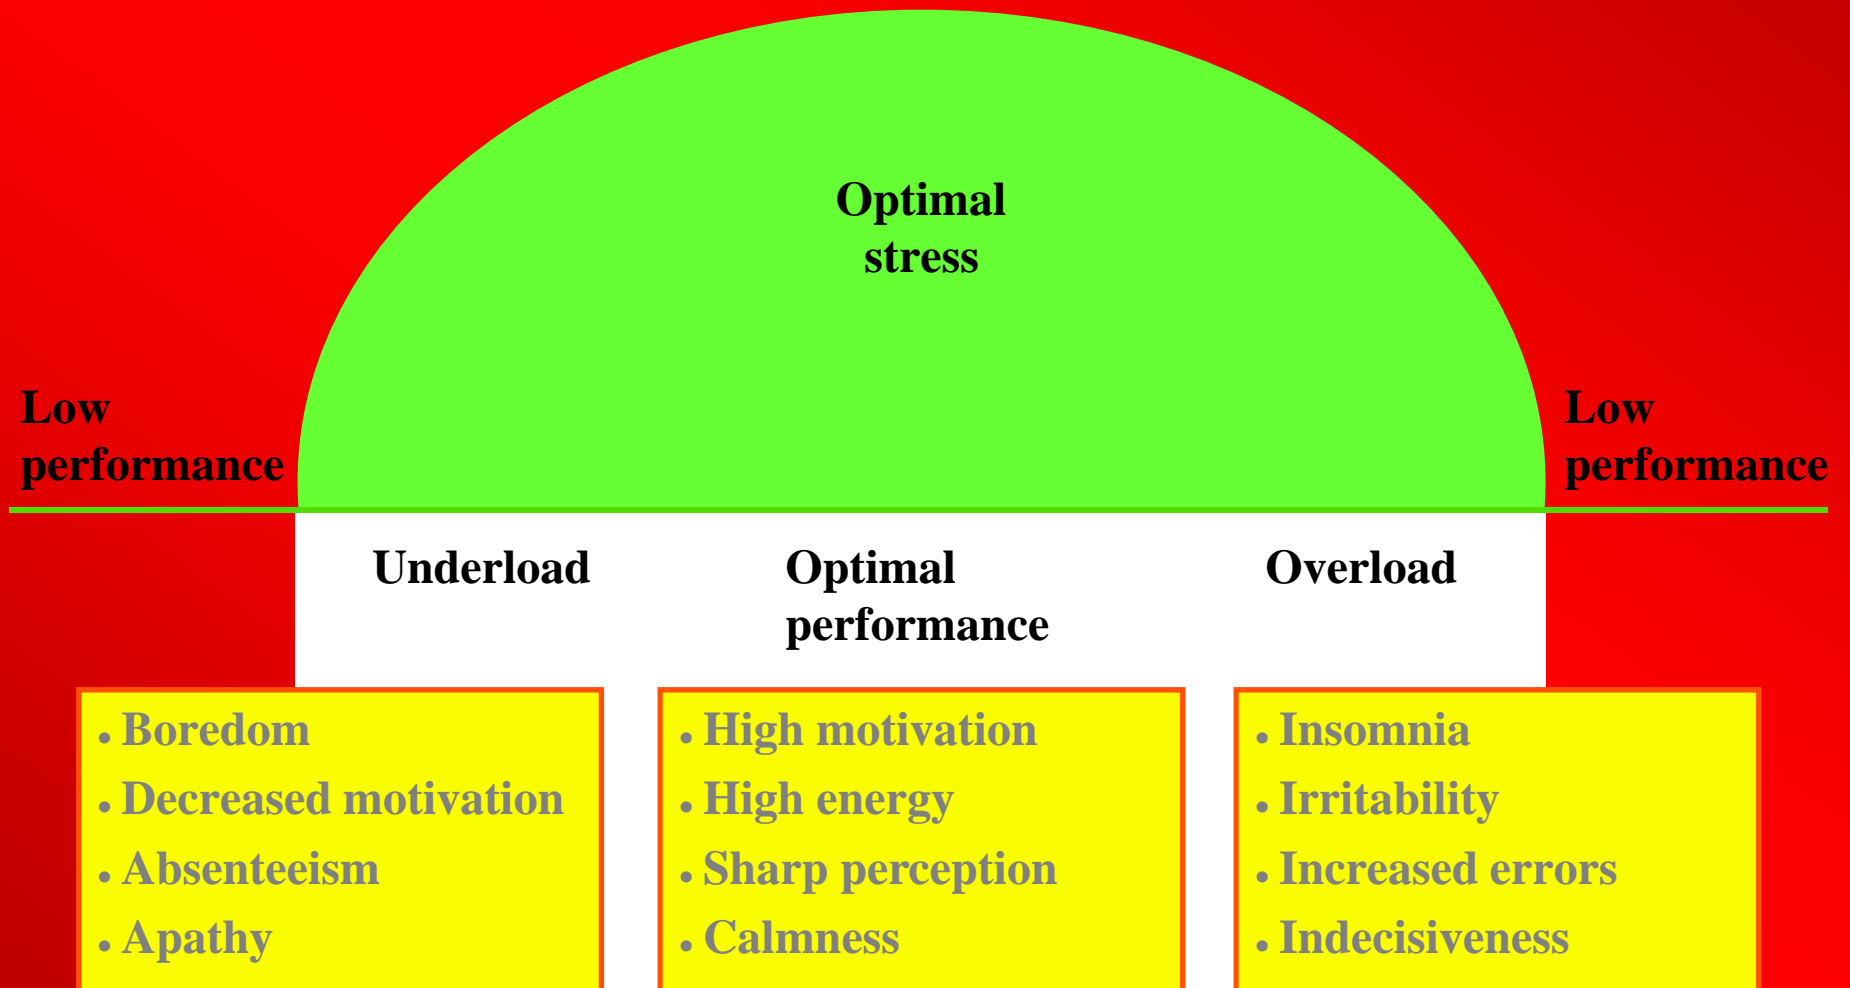 Optimal
stress
Low
performance
Low
performance
Underload
Optimal
performance
Overload
• Boredom
• Decreased motivation
• Absenteeism
• Apathy
• High motivation
• High energy
• Sharp perception
• Calmness
• Insomnia
• Irritability
• Increased errors
• Indecisiveness